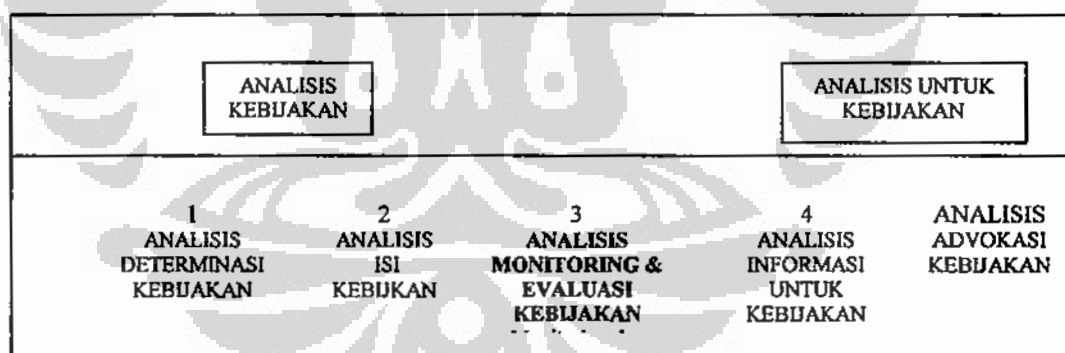 ANALISIS
KEBIJAKAN
ANALISIS UNTUK
KEBIJAKAN
1
ANALISIS
DETERMINASI
KEBIJAKAN
2
ANALISIS
ISI
KEBIJKAN
3
ANALISIS
MONITORING &
EVALUASI
KEBIJAKAN
4
ANALISIS
INFORMASI
UNTUK
KEBIJAKAN
ANALISIS
ADVOKASI
KEBIJAKAN